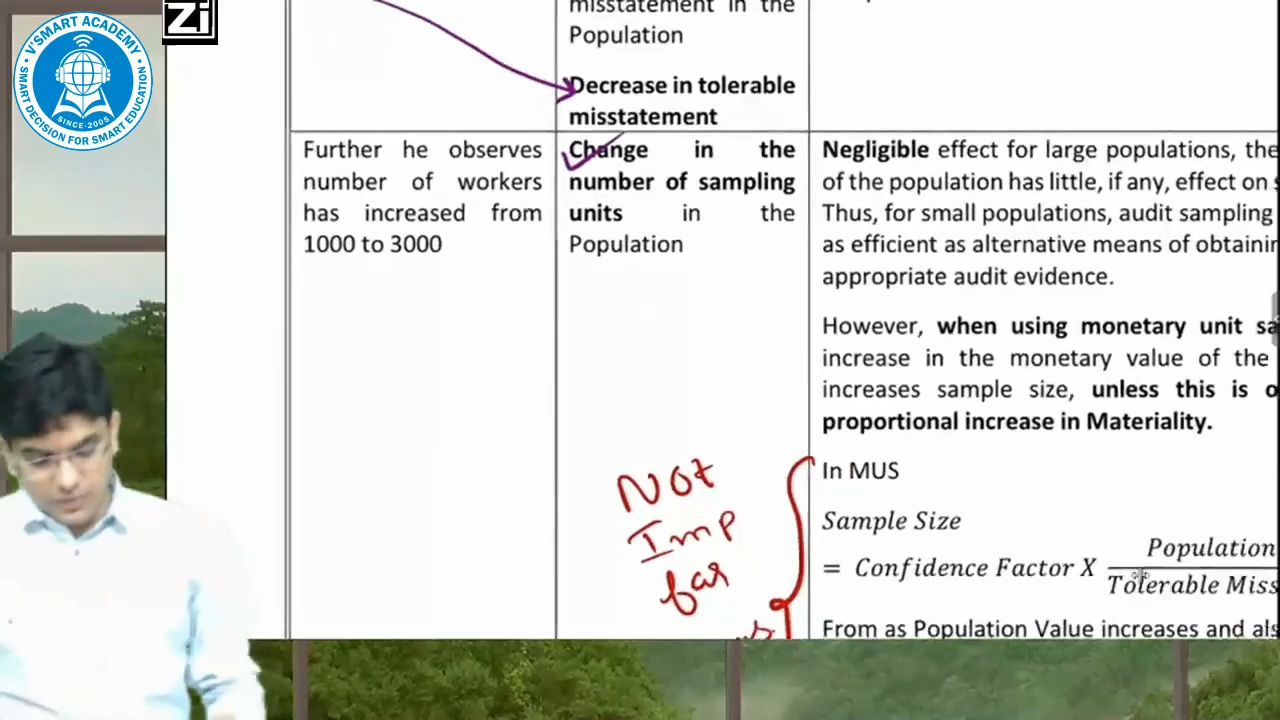 V'SMART ACADEMY
SMART DECISION FOR SMART EDUCATION
SINCE-2005
Zi
misstatement in the
Population
Decrease in tolerable
misstatement
Further he observes
number of workers
has increased from
1000 to 3000
Change in the
number of sampling
units in the
Population
Negligible effect for large populations, the
of the population has little, if any, effect on
Thus, for small populations, audit sampling
as efficient as alternative means of obtainin
appropriate audit evidence.
However, when using monetary unit sa
increase in the monetary value of the
increases sample size, unless this is o
proportional increase in Materiality.
In MUS
Sample Size
= Confidence Factor X Population
Tolerable Miss
From as Population Value increases and als
Not
Imp
for